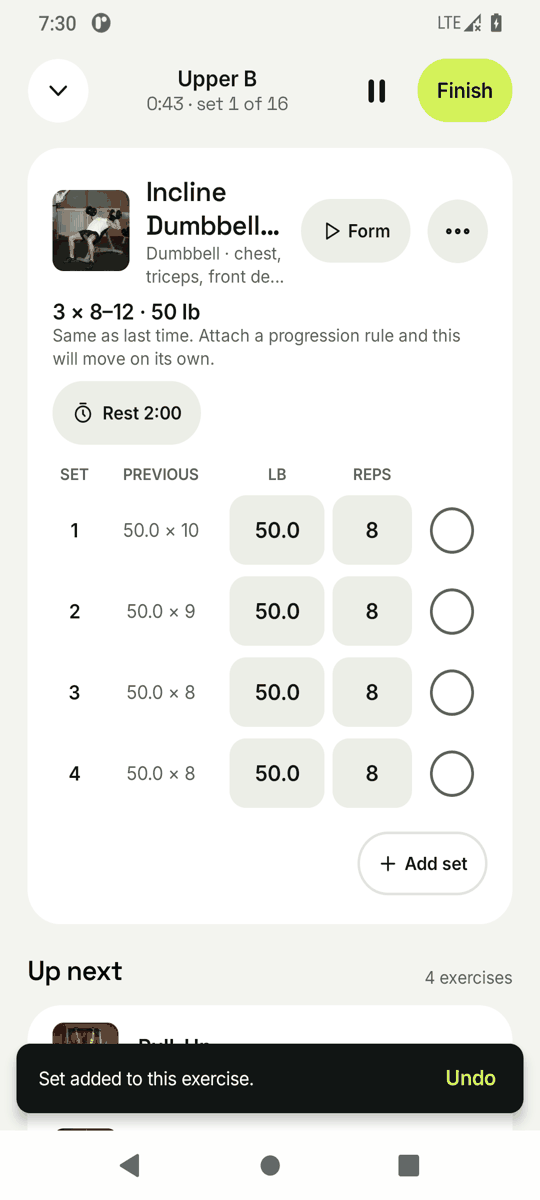 7:30
LTE
Upper B
0:43 · set 1 of 16
Finish
Incline
Dumbbell...
Dumbbell · chest,
triceps, front de...
Form
3 × 8–12 · 50 lb
Same as last time. Attach a progression rule and this
will move on its own.
Rest 2:00
SET PREVIOUS LB REPS
1 50.0 × 10 50.0 8
2 50.0 × 9 50.0 8
3 50.0 × 8 50.0 8
4 50.0 × 8 50.0 8
+ Add set
Up next
4 exercises
Set added to this exercise.
Undo